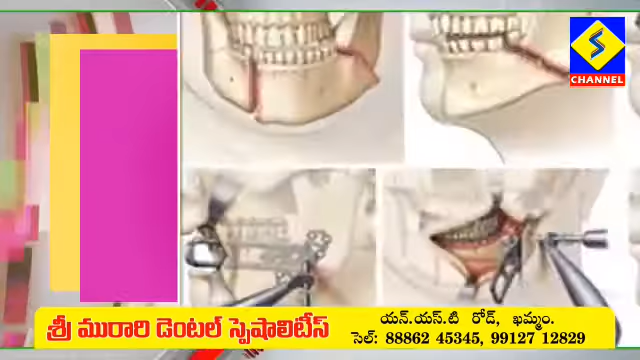 S
CHANNEL
శ్రీ మురారి డెంటల్ స్పెషాలిటీస్
యన్.యస్.టి రోడ్, ఖమ్మం.
సెల్: 88862 45345, 99127 12829